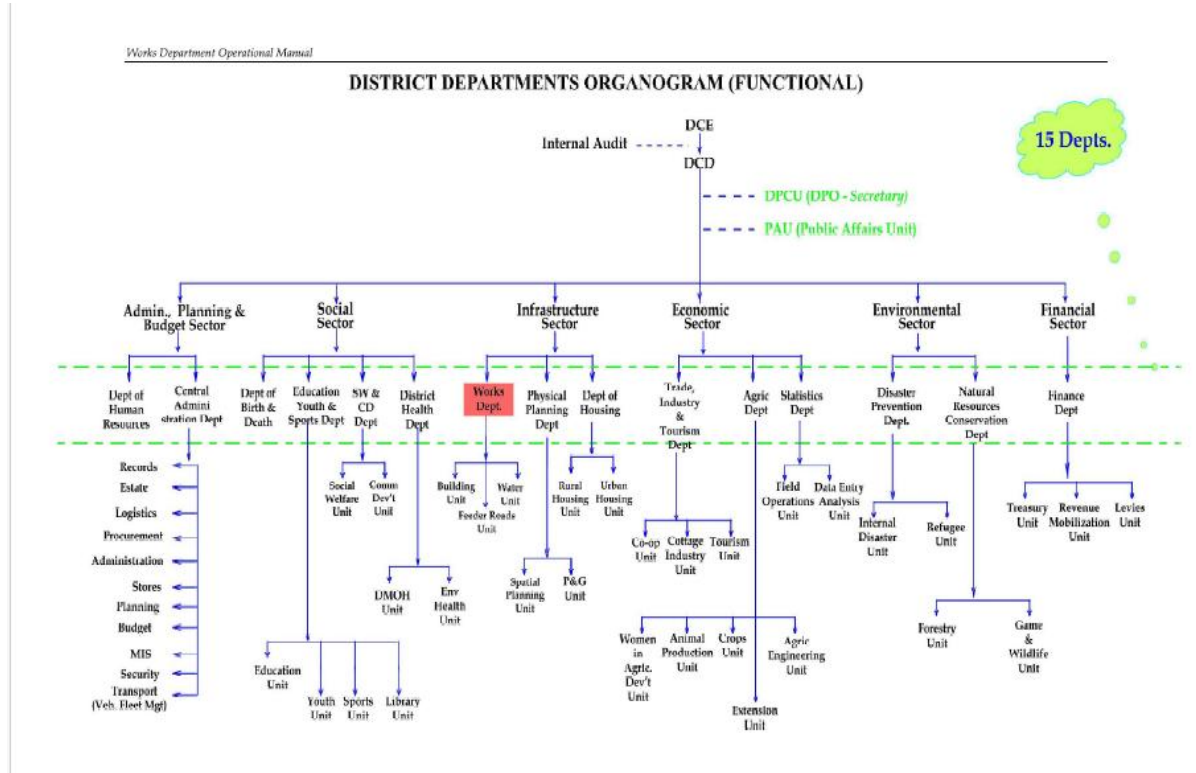 Works Department Operational Manual
DISTRICT DEPARTMENTS ORGANOGRAM (FUNCTIONAL)
15 Depts.
DCE
Internal Audit
DCD
DPCU (DPO - Secretary)
PAU (Public Affairs Unit)
Admin., Planning &
Budget Sector
Social
Sector
Infrastructure
Sector
Economic
Sector
Environmental
Sector
Financial
Sector
Dept of
Human
Resources
Central
Admini
stration Dept
Dept of
Birth &
Death
Education
Youth &
Sports Dept
SW &
CD
Dept
District
Health
Dept
Works
Dept.
Physical
Planning
Dept
Dept of
Housing
Trade,
Industry
&
Tourism
Dept
Agric
Dept
Statistics
Dept
Disaster
Prevention
Dept.
Natural
Resources
Conservation
Dept
Finance
Dept
Records
Estate
Logistics
Procurement
Administration
Stores
Planning
Budget
MIS
Security
Transport
(Veh. Fleet Mgt)
Education
Unit
Youth
Unit
Sports
Unit
Library
Unit
Social
Welfare
Unit
Comm
Dev't
Unit
DMOH
Unit
Env
Health
Unit
Building
Unit
Feeder Roads
Unit
Water
Unit
Spatial
Planning
Unit
P&G
Unit
Rural
Housing
Unit
Urban
Housing
Unit
Co-op
Unit
Cottage
Industry
Unit
Tourism
Unit
Women
in
Agric.
Dev't
Unit
Animal
Production
Unit
Crops
Unit
Extension
Unit
Agric
Engineering
Unit
Field
Operations
Unit
Data Entry
Analysis
Unit
Internal
Disaster
Unit
Refugee
Unit
Forestry
Unit
Game
&
Wildlife
Unit
Treasury
Unit
Revenue
Mobilization
Unit
Levies
Unit